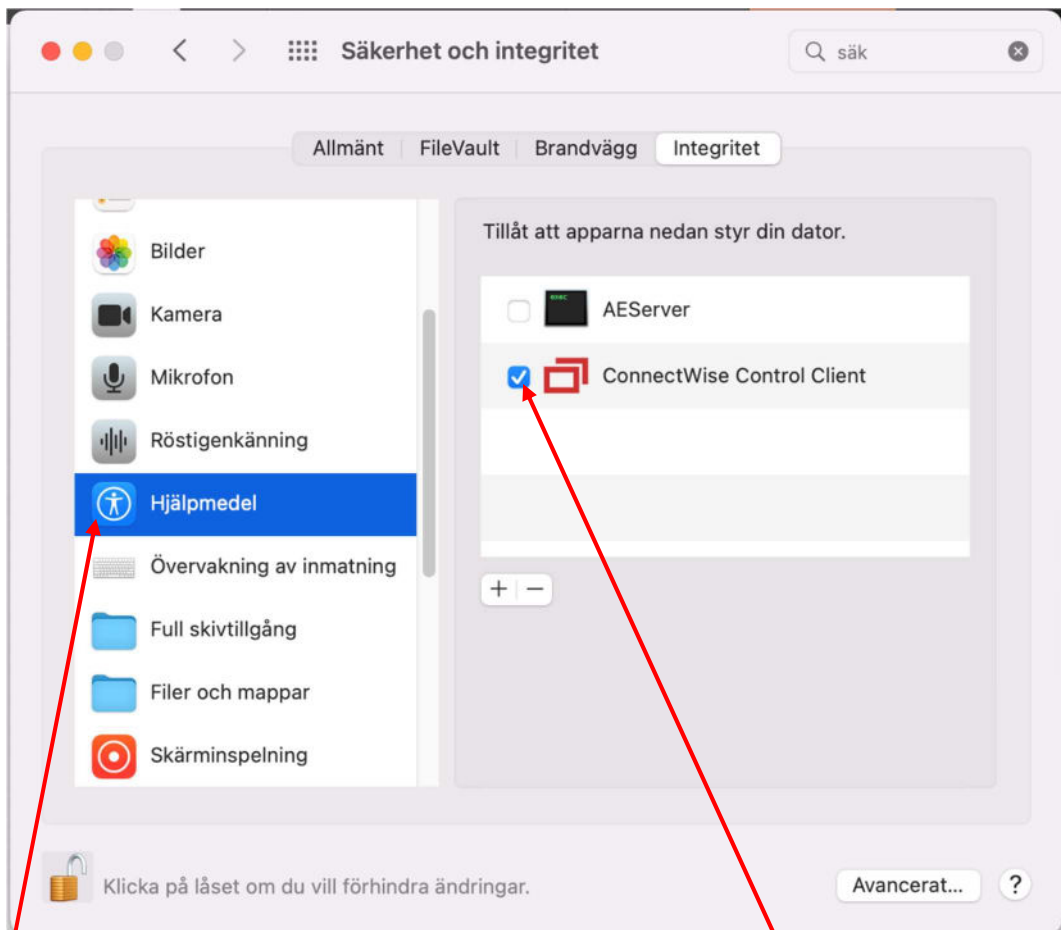 Säkerhet och integritet
säk
Allmänt FileVault Brandvägg Integritet
Bilder
Kamera
Mikrofon
Röstigenkänning
Hjälpmedel
Övervakning av inmatning
Full skivtillgång
Filer och mappar
Skärminspelning
Tillåt att apparna nedan styr din dator.
exec
AEServer
ConnectWise Control Client
+ −
Klicka på låset om du vill förhindra ändringar.
Avancerat... ?